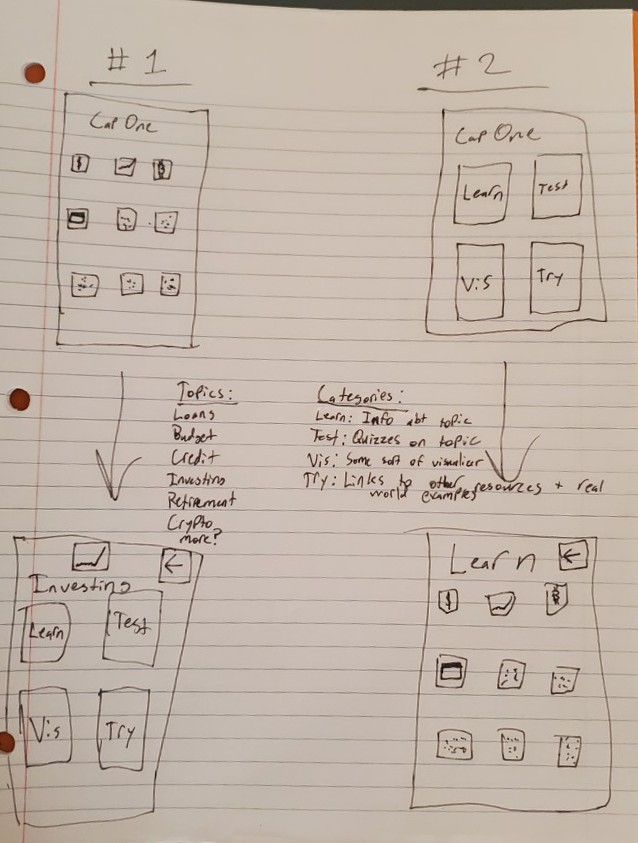 #1
#2
Cap One
Cap One
$
B
Learn
Test
Vis
Try
Topics:
Loans
Budget
Credit
Investing
Retirement
Crypto
more?
Categories:
Learn: Info abt topic
Test: Quizzes on topic
Vis: Some sort of visualizer
Try: Links to other resources + real
world examples
Investing
←
Learn
Test
Vis
Try
Learn
←
$
B